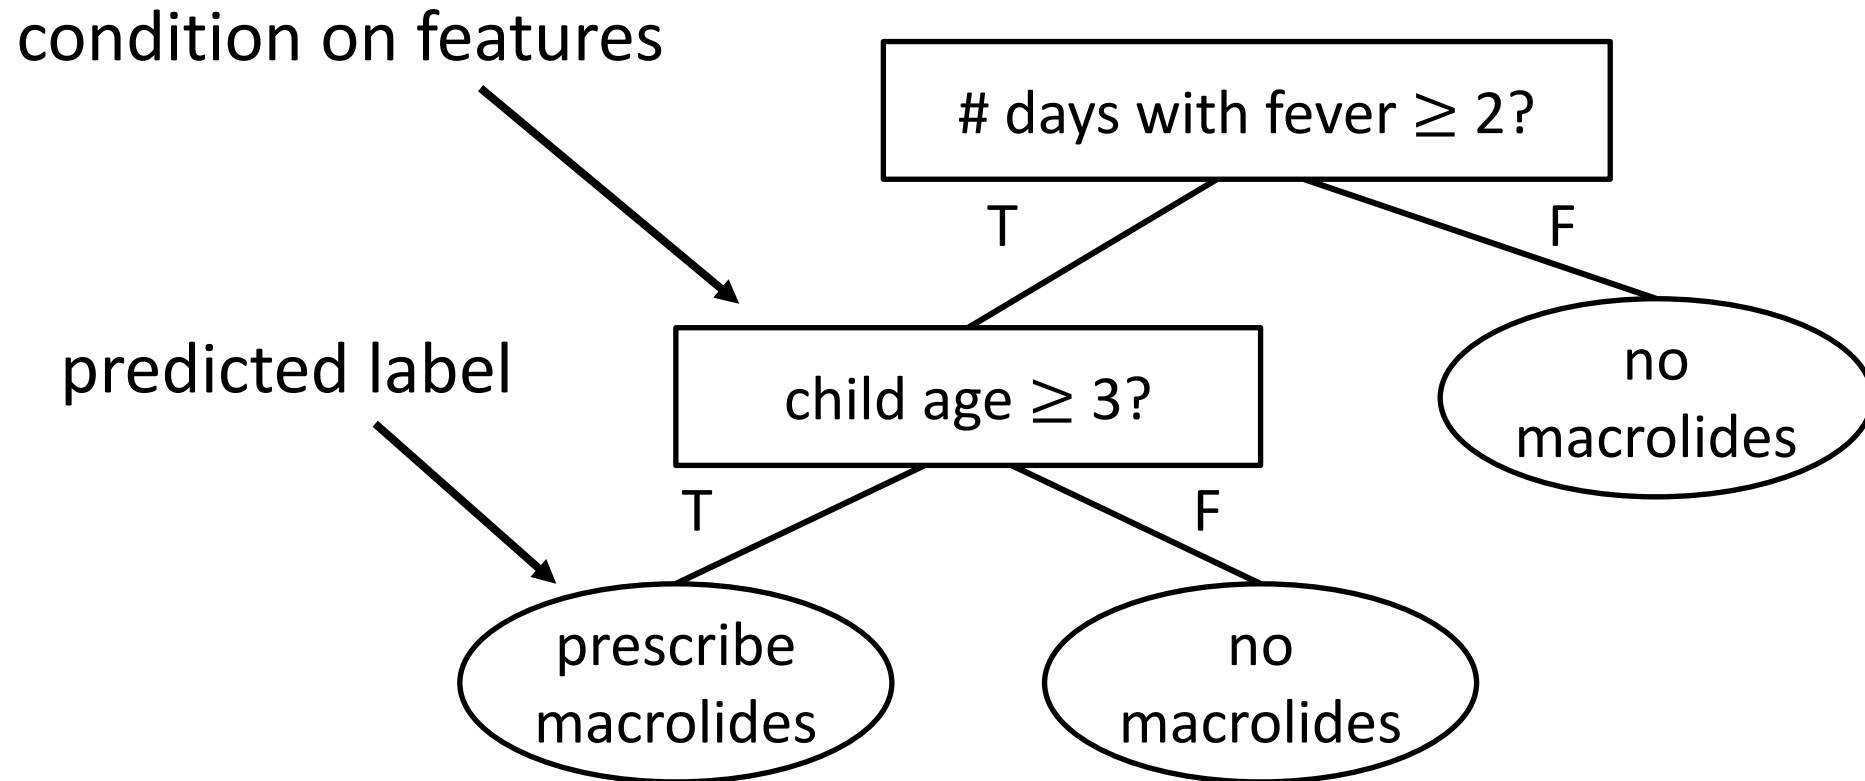 condition on features
# days with fever ≥ 2?
T
F
predicted label
child age ≥ 3?
no
macrolides
T
F
prescribe
macrolides
no
macrolides